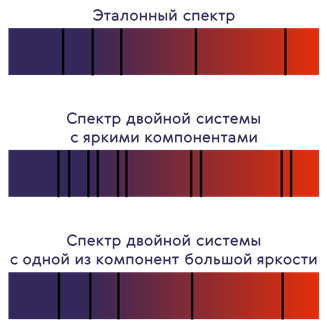 Эталонный спектр
Спектр двойной системы
с яркими компонентами
Спектр двойной системы
с одной из компонент большой яркости